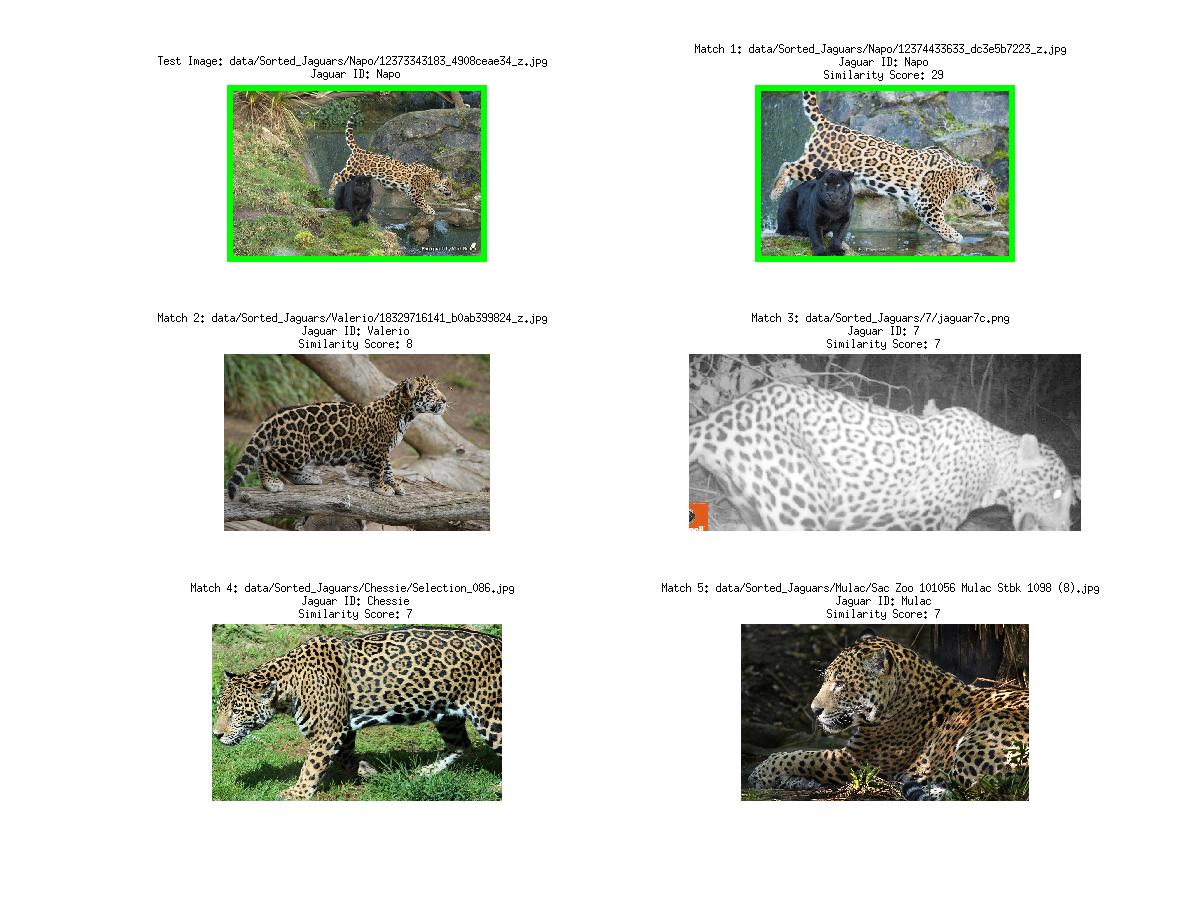 Test Image: data/Sorted_Jaguars/Napo/12373343183_4908ceae34_z.jpg
Jaguar ID: Napo
Match 1: data/Sorted_Jaguars/Napo/12374433633_dc3e5b7223_z.jpg
Jaguar ID: Napo
Similarity Score: 29
Match 2: data/Sorted_Jaguars/Valerio/18329716141_b0ab399824_z.jpg
Jaguar ID: Valerio
Similarity Score: 8
Match 3: data/Sorted_Jaguars/7/jaguar7c.png
Jaguar ID: 7
Similarity Score: 7
Match 4: data/Sorted_Jaguars/Chessie/Selection_086.jpg
Jaguar ID: Chessie
Similarity Score: 7
Match 5: data/Sorted_Jaguars/Mulac/Sac Zoo 101056 Mulac Stbk 1098 (8).jpg
Jaguar ID: Mulac
Similarity Score: 7